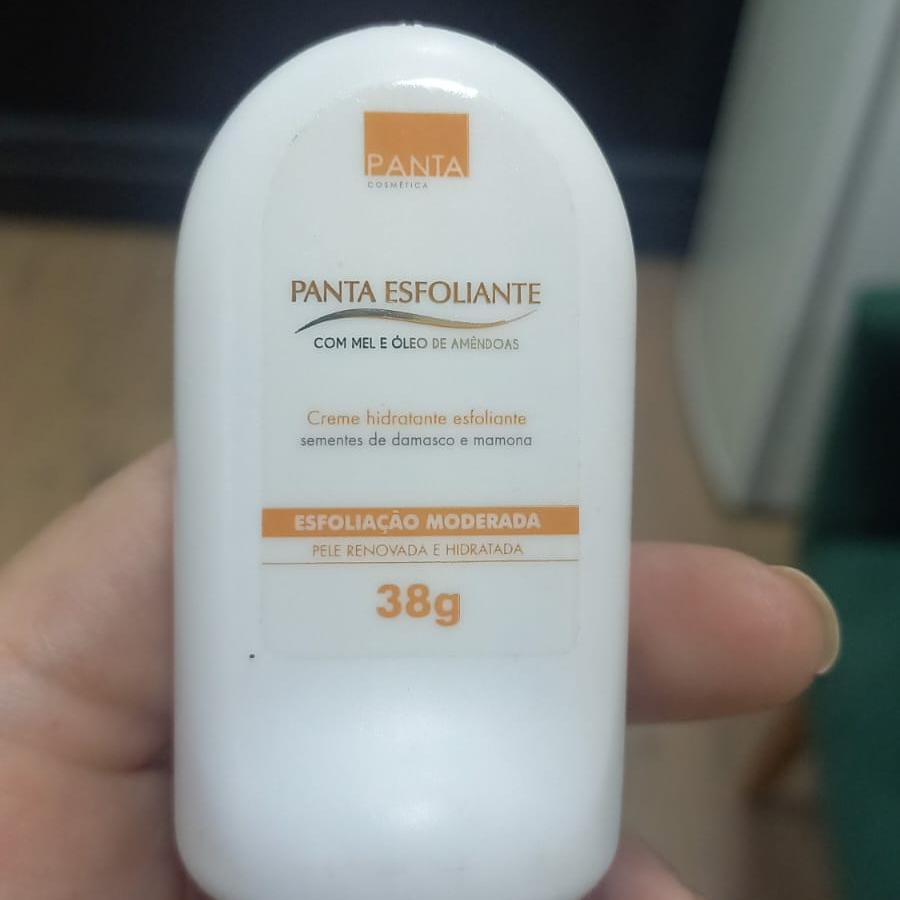 PANTA
COSMÉTICA
PANTA ESFOLIANTE
COM MEL E ÓLEO DE AMÊNDOAS
Creme hidratante esfoliante
sementes de damasco e mamona
ESFOLIAÇÃO MODERADA
PELE RENOVADA E HIDRATADA
38g